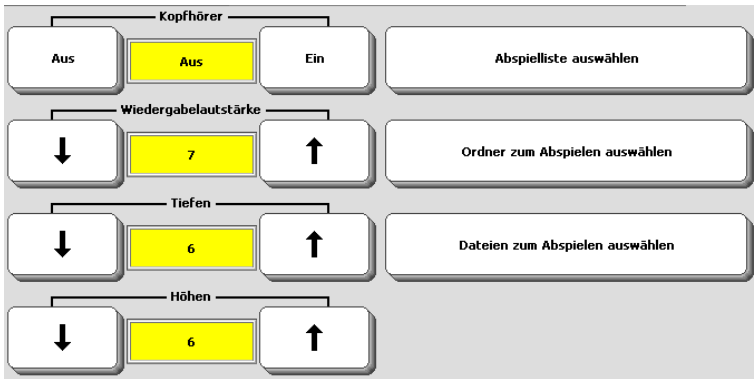 Kopfhörer
Aus
Aus
Ein
Abspielliste auswählen
Wiedergabelautstärke
7
Ordner zum Abspielen auswählen
Tiefen
6
Dateien zum Abspielen auswählen
Höhen
6